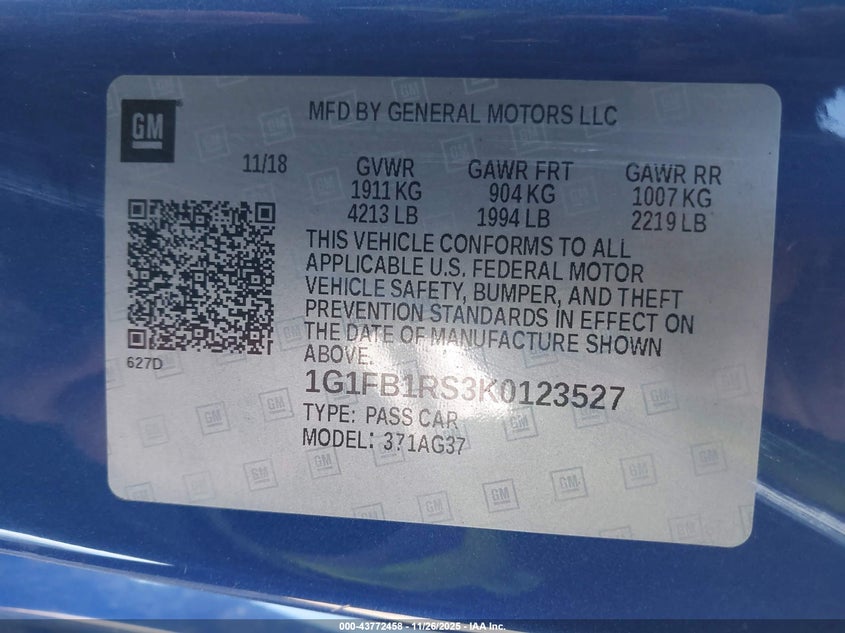 GM
MFD BY GENERAL MOTORS LLC
11/18 GVWR GAWR FRT GAWR RR
1911 KG 904 KG 1007 KG
4213 LB 1994 LB 2219 LB
THIS VEHICLE CONFORMS TO ALL
APPLICABLE U.S. FEDERAL MOTOR
VEHICLE SAFETY, BUMPER, AND THEFT
PREVENTION STANDARDS IN EFFECT ON
THE DATE OF MANUFACTURE SHOWN
ABOVE.
627D
1G1FB1RS3K0123527
TYPE: PASS CAR
MODEL: 371AG37
000-43772458 • 11/26/2025 • IAA Inc.